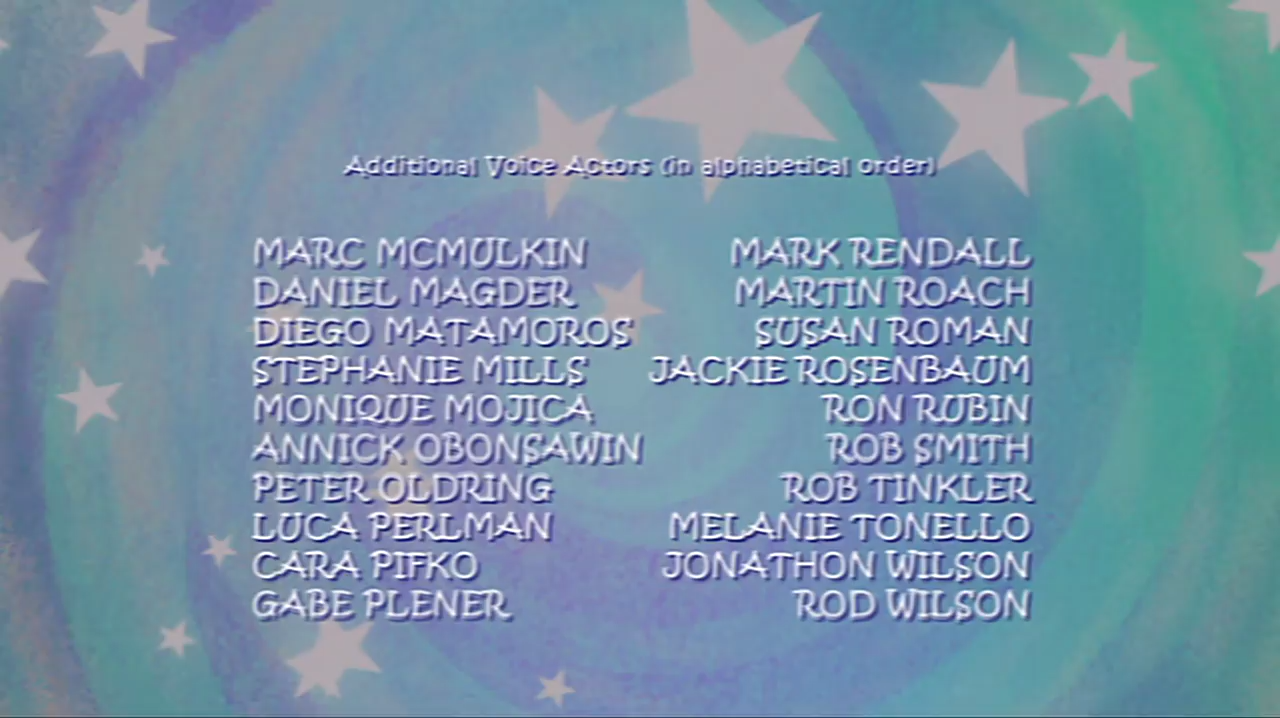 Additional Voice Actors (in alphabetical order)
MARC MCMULKIN
DANIEL MAGDER
DIEGO MATAMOROS
STEPHANIE MILLS
MONIQUE MOJICA
ANNICK OBONSAWIN
PETER OLDRING
LUCA PERLMAN
CARA PIFKO
GABE PLENER
MARK RENDALL
MARTIN ROACH
SUSAN ROMAN
JACKIE ROSENBAUM
RON RUBIN
ROB SMITH
ROB TINKLER
MELANIE TONELLO
JONATHON WILSON
ROD WILSON